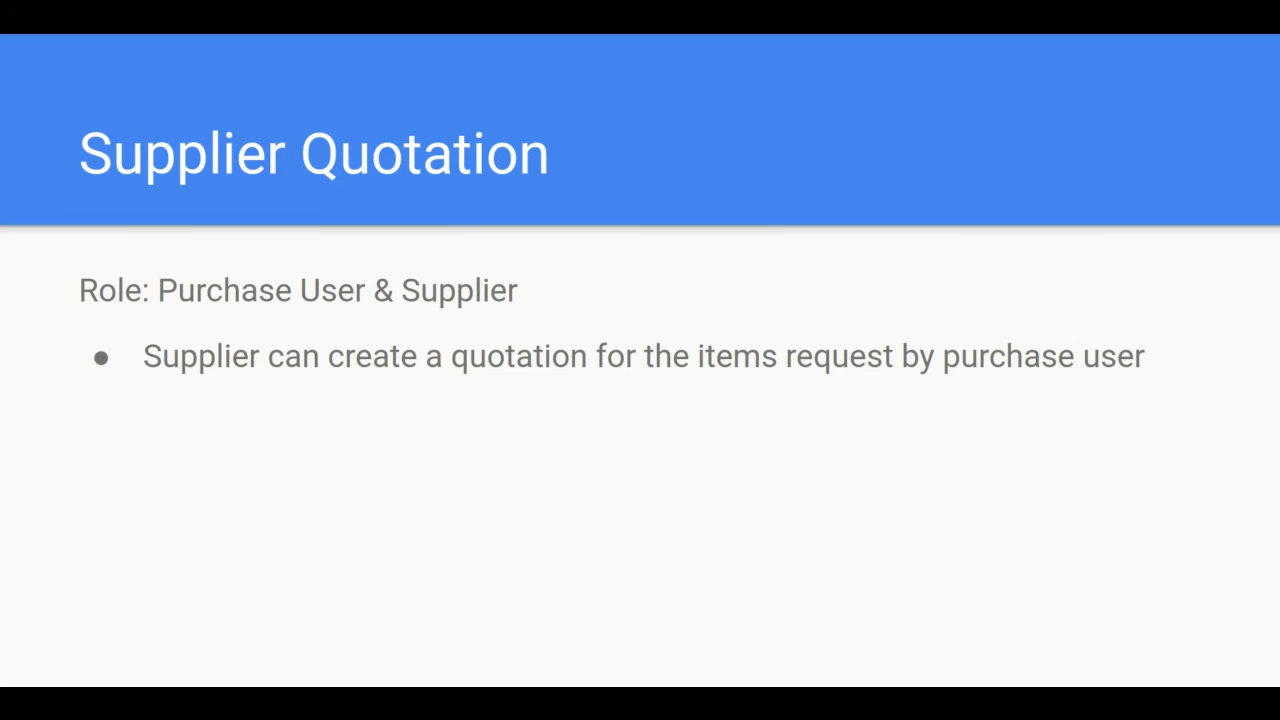 Supplier Quotation
Role: Purchase User & Supplier
● Supplier can create a quotation for the items request by purchase user